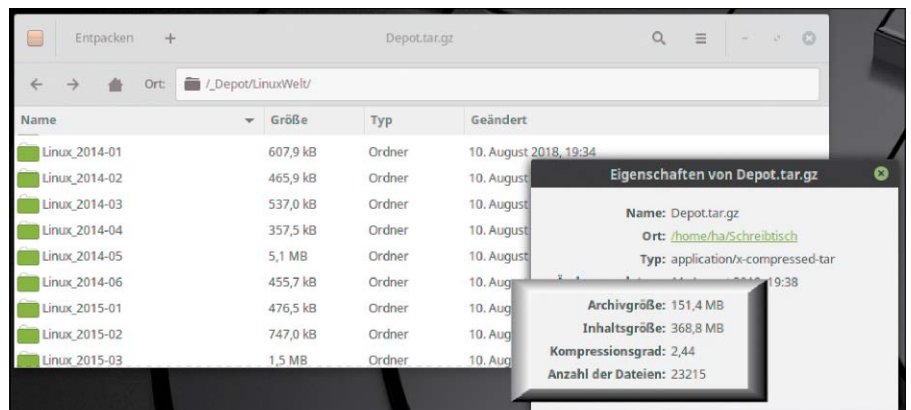 Entpacken + Depot.tar.gz
Ort: /_Depot/LinuxWelt/
Name Größe Typ Geändert
Linux_2014-01 607,9 kB Ordner 10. August 2018, 19:34
Linux_2014-02 465,9 kB Ordner 10. August
Linux_2014-03 537,0 kB Ordner 10. August
Linux_2014-04 357,5 kB Ordner 10. August
Linux_2014-05 5,1 MB Ordner 10. August
Linux_2014-06 455,7 kB Ordner 10. August
Linux_2015-01 476,5 kB Ordner 10. Aug
Linux_2015-02 747,0 kB Ordner 10. Aug
Linux_2015-03 1,5 MB Ordner 10. Aug
Eigenschaften von Depot.tar.gz
Name: Depot.tar.gz
Ort: /home/ha/Schreibtisch
Typ: application/x-compressed-tar
19:38
Archivgröße: 151,4 MB
Inhaltsgröße: 368,8 MB
Kompressionsgrad: 2,44
Anzahl der Dateien: 23215